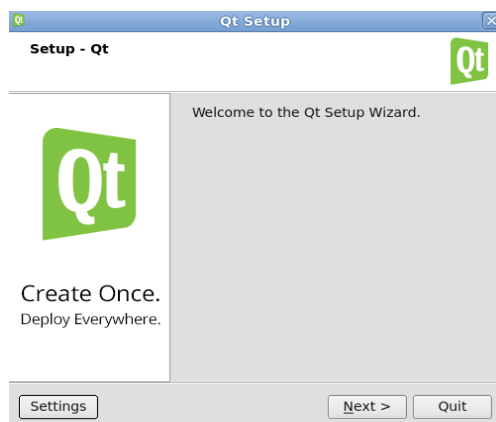 Qt Qt Setup
Setup - Qt
Qt
Welcome to the Qt Setup Wizard.
Qt
Create Once.
Deploy Everywhere.
Settings
Next >
Quit